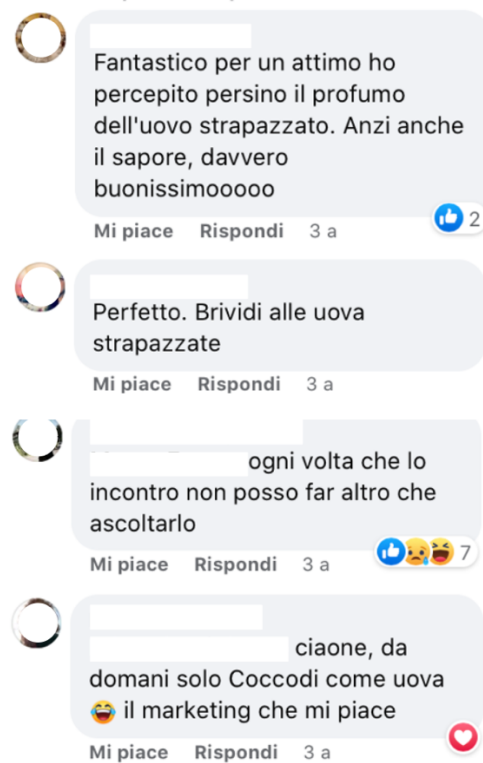 Fantastico per un attimo ho
percepito persino il profumo
dell'uovo strapazzato. Anzi anche
il sapore, davvero
buonissimooooo
2
Mi piace Rispondi 3 a
Perfetto. Brividi alle uova
strapazzate
Mi piace Rispondi 3 a
ogni volta che lo
incontro non posso far altro che
ascoltarlo
7
Mi piace Rispondi 3 a
ciaone, da
domani solo Coccodi come uova
😂 il marketing che mi piace
Mi piace Rispondi 3 a